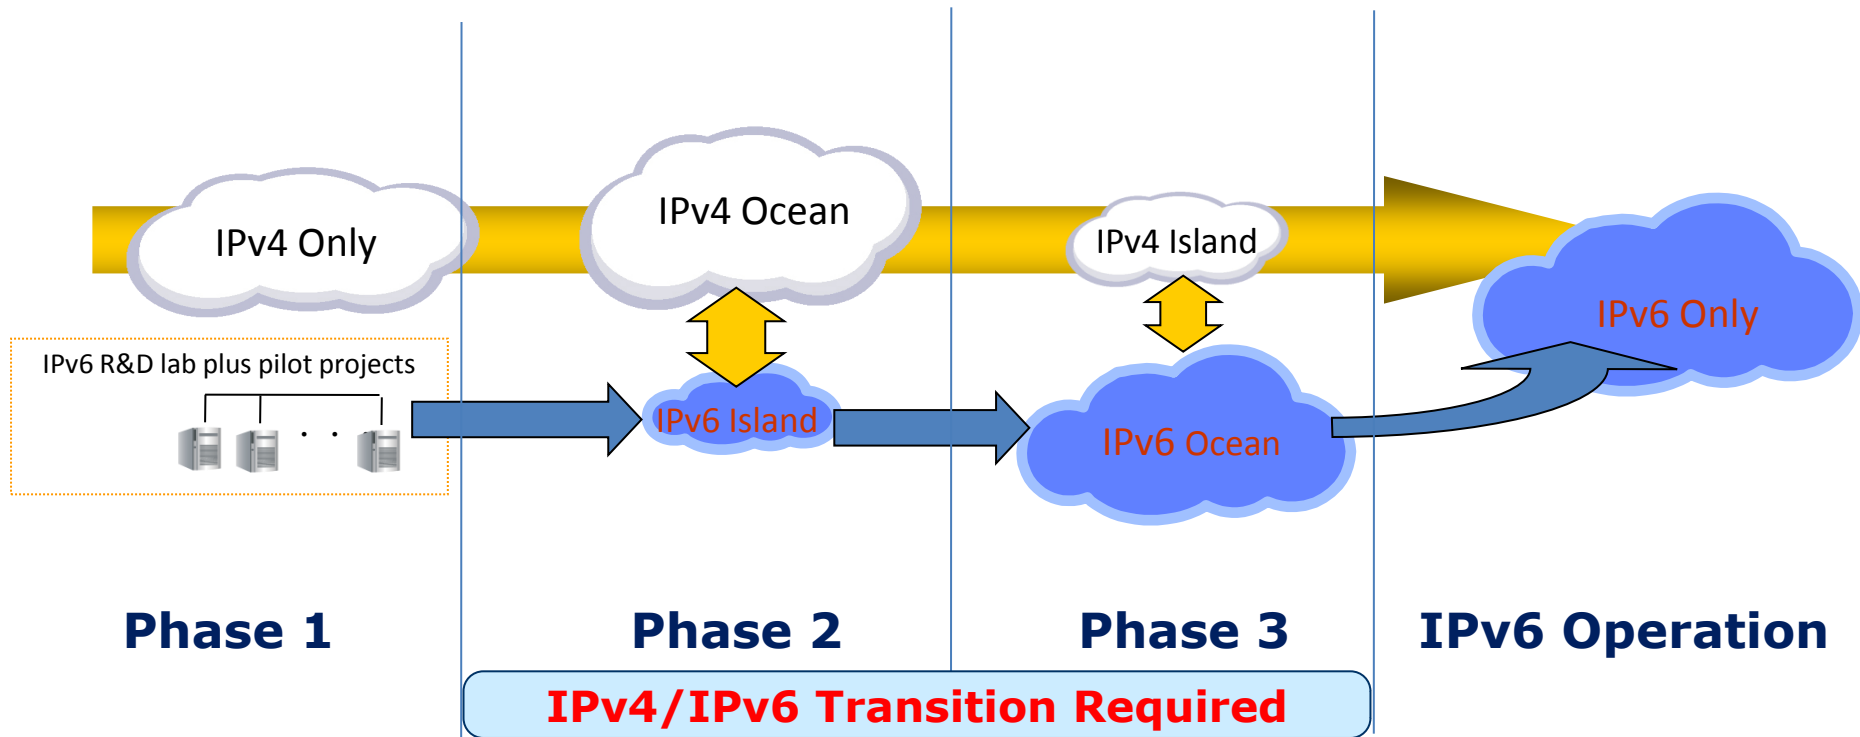 IPv4 Only
IPv4 Ocean
IPv4 Island
IPv6 Only
IPv6 R&D lab plus pilot projects
IPv6 Island
IPv6 Ocean
Phase 1
Phase 2
Phase 3
IPv6 Operation
IPv4/IPv6 Transition Required